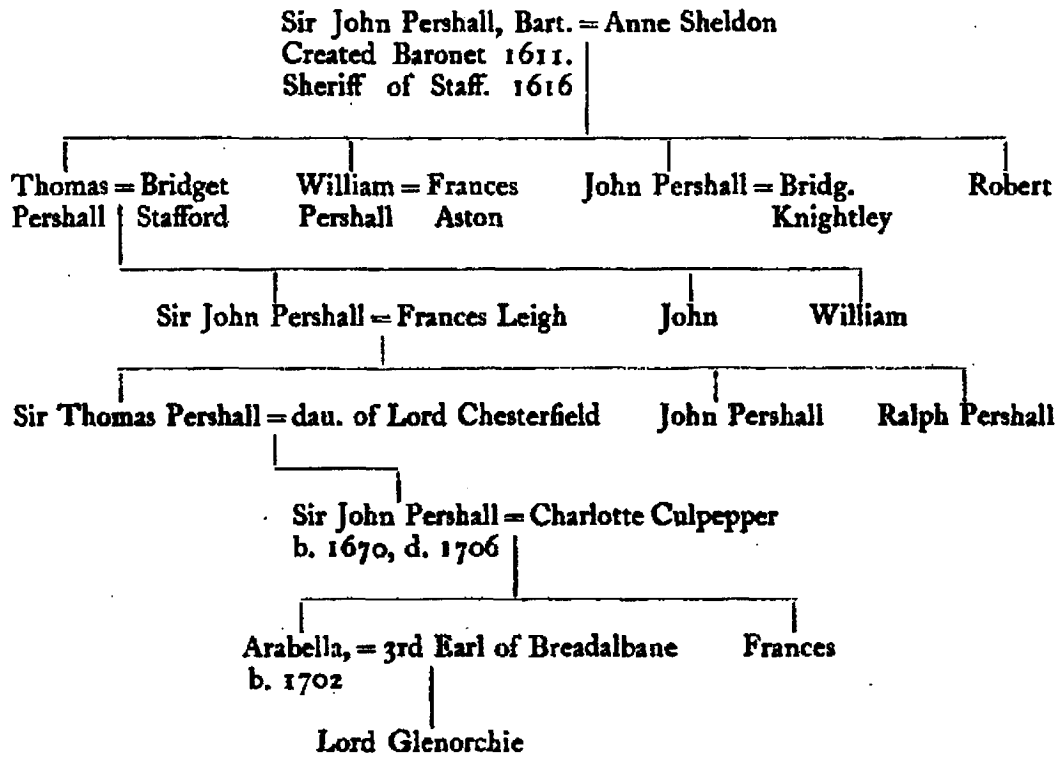 Sir John Pershall, Bart. = Anne Sheldon
Created Baronet 1611.
Sheriff of Staff. 1616
Thomas = Bridget William = Frances John Pershall = Bridg. Robert
Pershall Stafford Pershall Aston Knightley
Sir John Pershall = Frances Leigh John William
Sir Thomas Pershall = dau. of Lord Chesterfield John Pershall Ralph Pershall
Sir John Pershall = Charlotte Culpepper
b. 1670, d. 1706
Arabella, = 3rd Earl of Breadalbane Frances
b. 1702
Lord Glenorchie